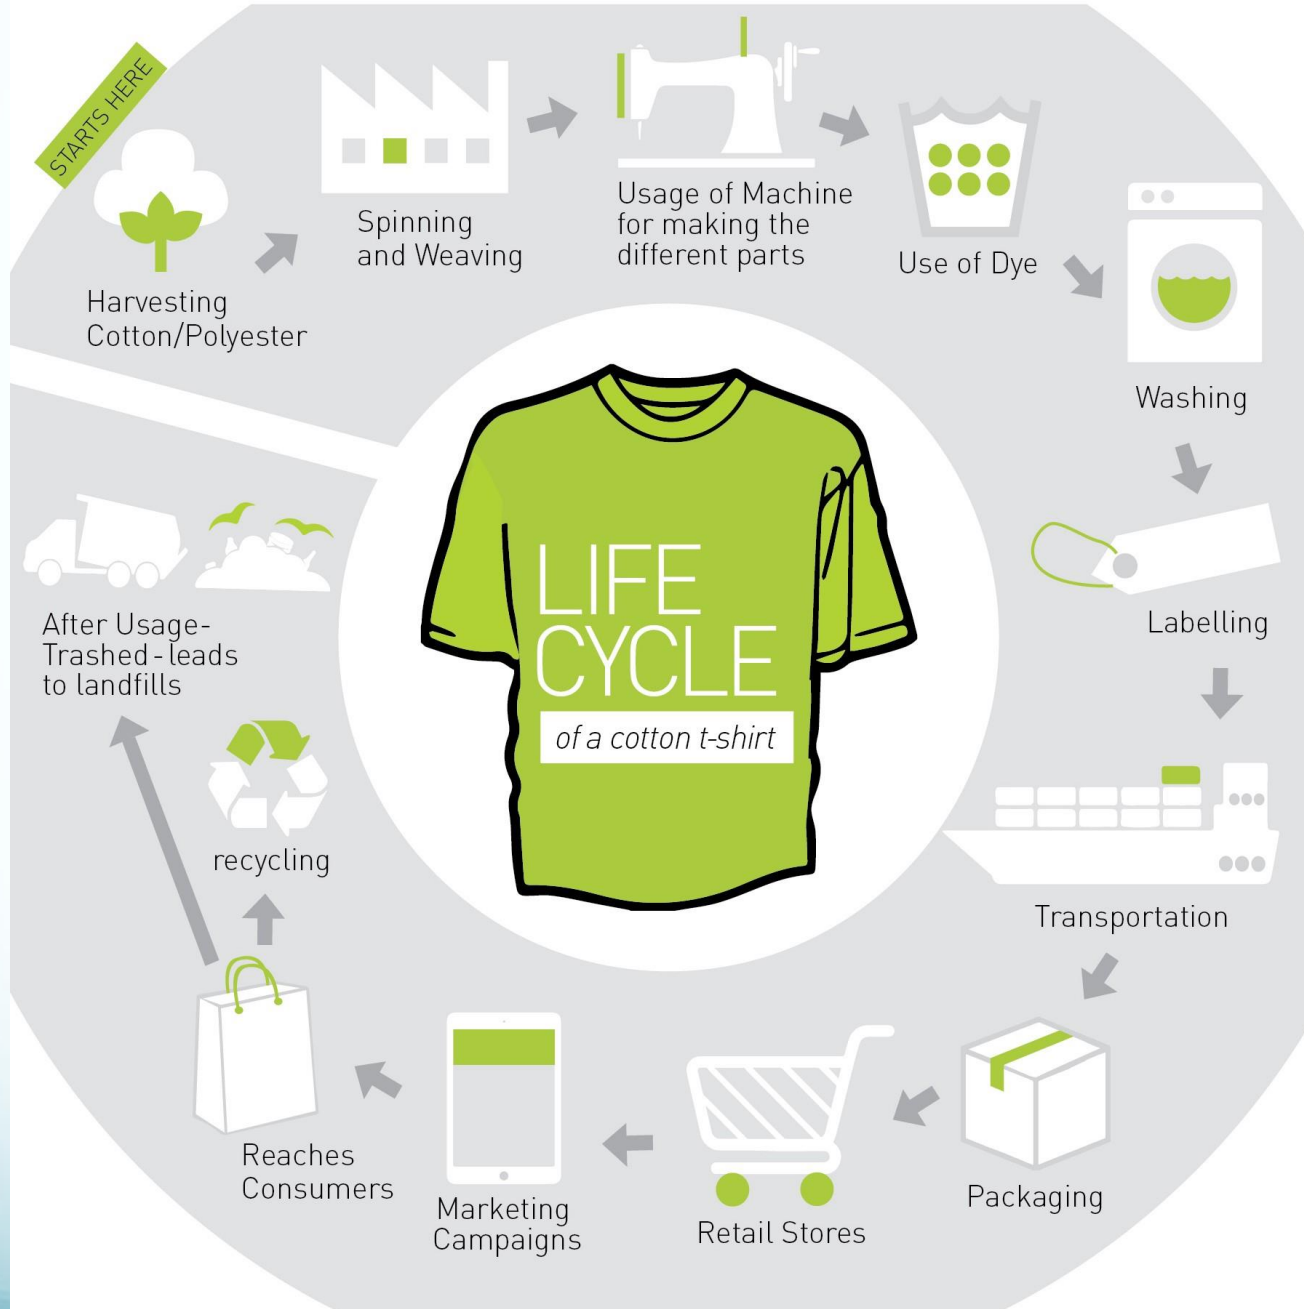 STARTS HERE
Harvesting
Cotton/Polyester
Spinning
and Weaving
Usage of Machine
for making the
different parts
Use of Dye
Washing
Labelling
Transportation
Packaging
Retail Stores
Marketing
Campaigns
Reaches
Consumers
recycling
After Usage-
Trashed-leads
to landfills
LIFE
CYCLE
of a cotton t-shirt